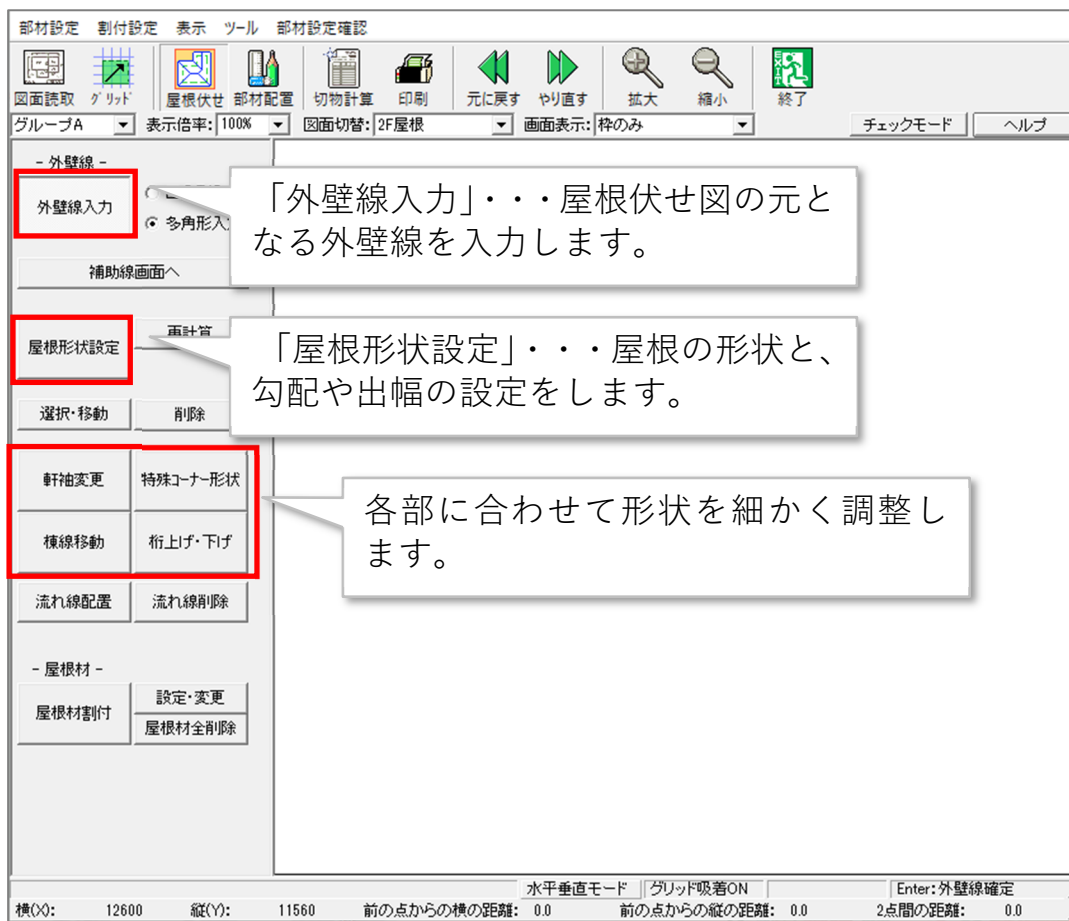 部材設定 割付設定 表示 ツール 部材設定確認
図面読取 グリッド 屋根伏せ 部材配置 切物計算 印刷 元に戻す やり直す 拡大 縮小 終了
グループA 表示倍率: 100% 図面切替: 2F屋根 画面表示: 枠のみ チェックモード ヘルプ
- 外壁線 -
外壁線入力
多角形入
「外壁線入力」・・・屋根伏せ図の元と
なる外壁線を入力します。
補助線画面へ
屋根形状設定 再計算
「屋根形状設定」・・・屋根の形状と、
勾配や出幅の設定をします。
選択・移動 削除
軒袖変更 特殊コーナー形状
棟線移動 桁上げ・下げ
各部に合わせて形状を細かく調整し
ます。
流れ線配置 流れ線削除
- 屋根材 -
屋根材割付 設定・変更
屋根材全削除
水平垂直モード グリッド吸着ON Enter:外壁線確定
横(X): 12600 縦(Y): 11560 前の点からの横の距離: 0.0 前の点からの縦の距離: 0.0 2点間の距離: 0.0